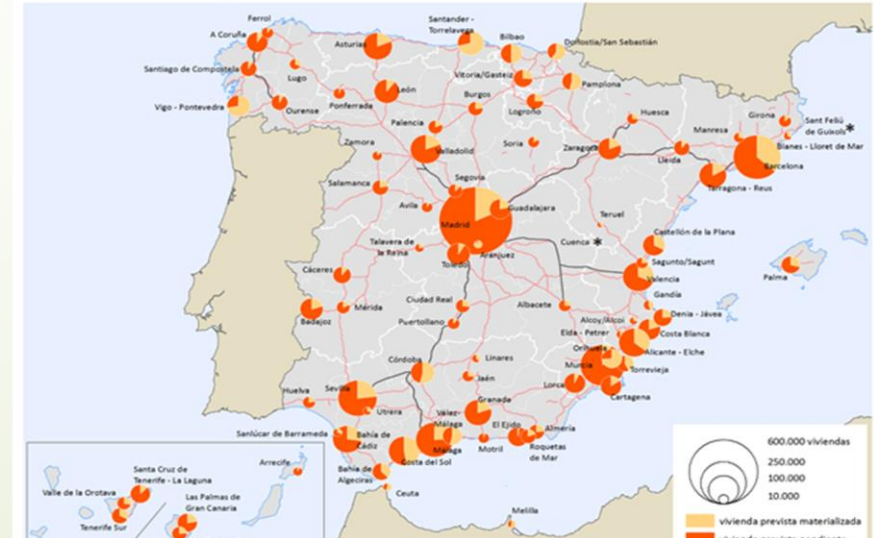 Ferrol
A Coruña
Santiago de Compostela
Lugo
Vigo - Pontevedra
Ourense
Asturias
Ponferrada
León
Santander -
Torrelavega
Bilbao
Donostia/San Sebastián
Vitoria/Gasteiz
Pamplona
Burgos
Logroño
Palencia
Huesca
Girona
Sant Feliú
de Guixols*
Manresa
Blanes - Lloret de Mar
Barcelona
Zamora
Valladolid
Soria
Zaragoza
Lleida
Tarragona - Reus
Salamanca
Segovia
Avila
Guadalajara
Madrid
Teruel
Talavera de
la Reina
Toledo
Aranjuez
Cuenca *
Castellón de la Plana
Cáceres
Sagunto/Sagunt
Valencia
Palma
Gandía
Ciudad Real
Albacete
Denia - Jávea
Badajoz
Mérida
Puertollano
Alcoy/Alcoi
Costa Blanca
Elda - Petrer
Alicante - Elche
Orihuela
Córdoba
Linares
Murcia
Torrevieja
Jaén
Lorca
Cartagena
Huelva
Sevilla
Utrera
Granada
Vélez-
Málaga
El Ejido
Almería
Sanlúcar de Barrameda
Bahía de
Cádiz
Málaga
Motril
Roquetas
de Mar
Costa del Sol
Bahía de
Algeciras
Ceuta
Melilla
Arrecife
Santa Cruz de
Tenerife - La Laguna
Valle de la Orotava
Las Palmas de
Gran Canaria
Tenerife Sur
600.000 viviendas
250.000
100.000
10.000
vivienda prevista materializada